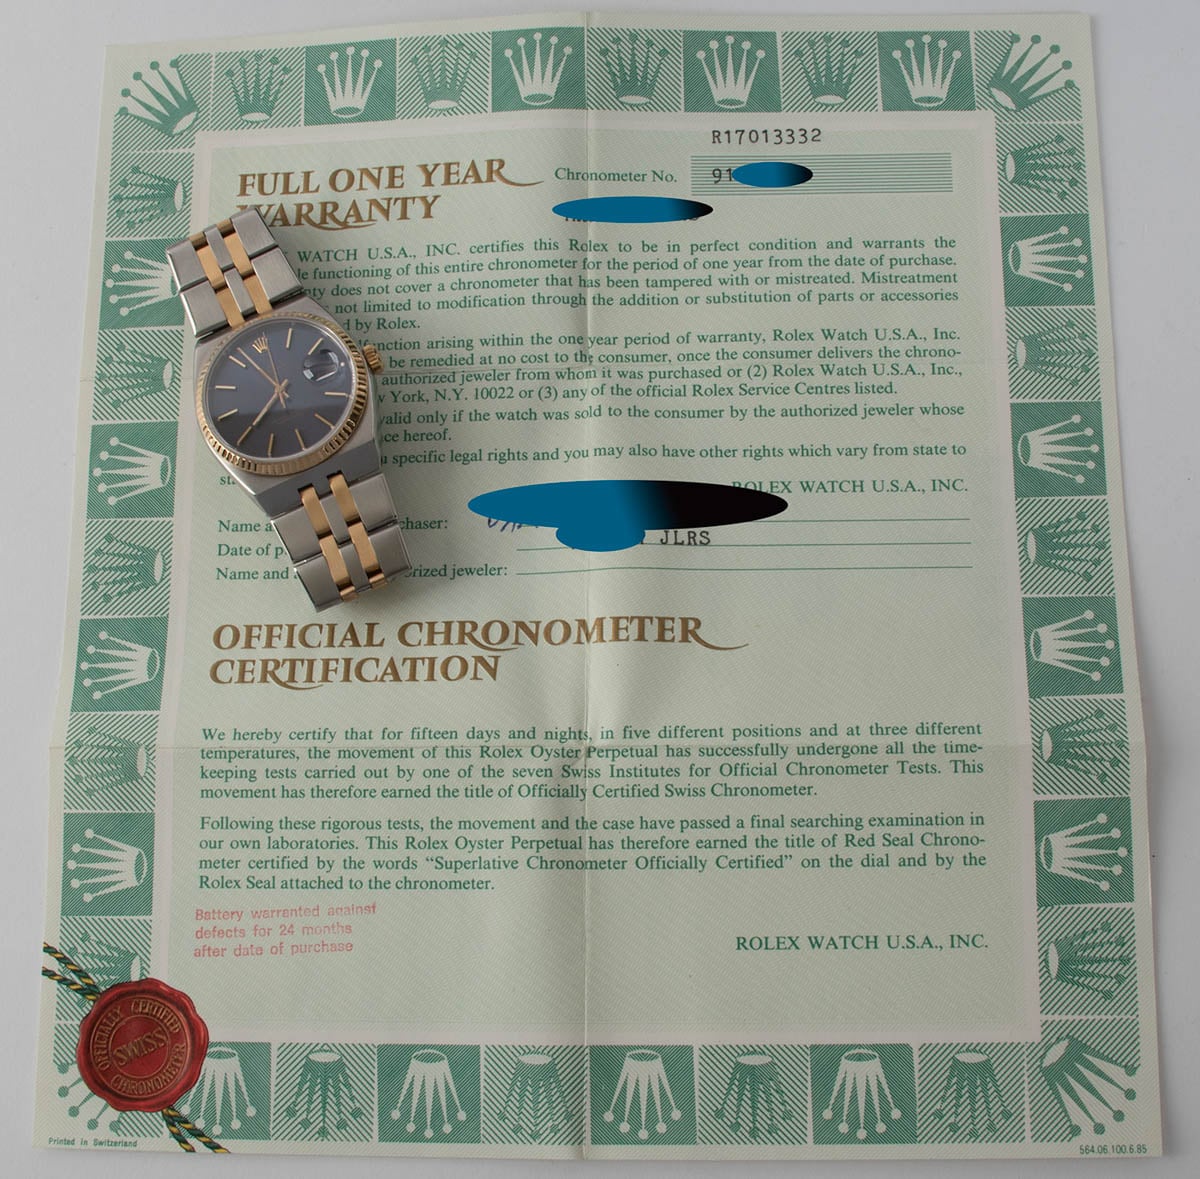 R17013332
FULL ONE YEAR
WARRANTY
Chronometer No.
91
WATCH U.S.A., INC. certifies this Rolex to be in perfect condition and warrants the
functioning of this entire chronometer for the period of one year from the date of purchase.
does not cover a chronometer that has been tampered with or mistreated. Mistreatment
not limited to modification through the addition or substitution of parts or accessories
by Rolex.
arising within the one year period of warranty, Rolex Watch U.S.A., Inc.
be remedied at no cost to the consumer, once the consumer delivers the chrono-
authorized jeweler from whom it was purchased or (2) Rolex Watch U.S.A., Inc.,
York, N.Y. 10022 or (3) any of the official Rolex Service Centres listed.
valid only if the watch was sold to the consumer by the authorized jeweler whose
hereof.
specific legal rights and you may also have other rights which vary from state to
ROLEX WATCH U.S.A., INC.
Name
Date of
JLRS
Name and jeweler:
OFFICIAL CHRONOMETER
CERTIFICATION
We hereby certify that for fifteen days and nights, in five different positions and at three different
temperatures, the movement of this Rolex Oyster Perpetual has successfully undergone all the time-
keeping tests carried out by one of the seven Swiss Institutes for Official Chronometer Tests. This
movement has therefore earned the title of Officially Certified Swiss Chronometer.
Following these rigorous tests, the movement and the case have passed a final searching examination in
our own laboratories. This Rolex Oyster Perpetual has therefore earned the title of Red Seal Chrono-
meter certified by the words “Superlative Chronometer Officially Certified” on the dial and by the
Rolex Seal attached to the chronometer.
Battery warranted against
defects for 24 months
after date of purchase
ROLEX WATCH U.S.A., INC.
OFFICIALLY CERTIFIED
SWISS
CHRONOMETER
Printed in Switzerland
564.06.100.6.85